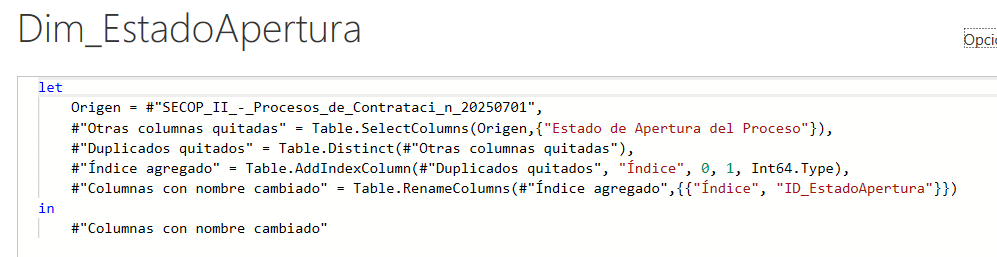 Dim_EstadoApertura
Opci
let
Origen = #"SECOP_II_-_Procesos_de_Contrataci_n_20250701",
#"Otras columnas quitadas" = Table.SelectColumns(Origen,{"Estado de Apertura del Proceso"}),
#"Duplicados quitados" = Table.Distinct(#"Otras columnas quitadas"),
#"Índice agregado" = Table.AddIndexColumn(#"Duplicados quitados", "Índice", 0, 1, Int64.Type),
#"Columnas con nombre cambiado" = Table.RenameColumns(#"Índice agregado",{{"Índice", "ID_EstadoApertura"}})
in
#"Columnas con nombre cambiado"